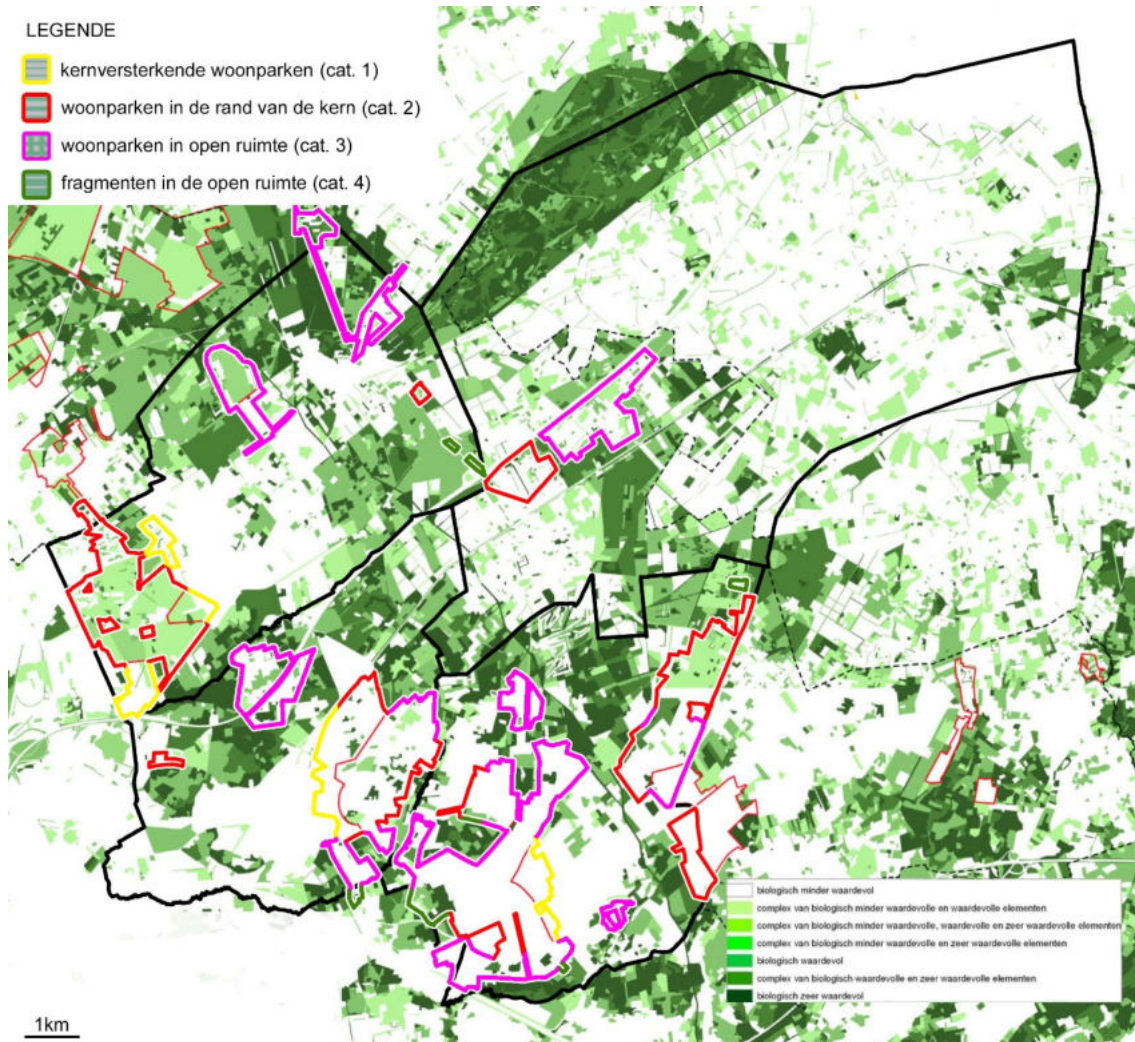 LEGENDE
kernversterkende woonparken (cat. 1)
woonparken in de rand van de kern (cat. 2)
woonparken in open ruimte (cat. 3)
fragmenten in de open ruimte (cat. 4)
biologisch minder waardevol
complex van biologisch minder waardevolle en waardevolle elementen
complex van biologisch minder waardevolle, waardevolle en zeer waardevolle elementen
complex van biologisch minder waardevolle en zeer waardevolle elementen
biologisch waardevol
complex van biologisch waardevolle en zeer waardevolle elementen
biologisch zeer waardevol
1km